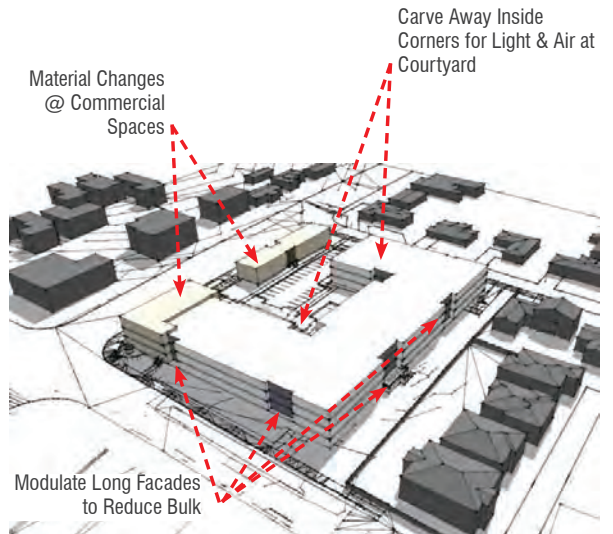 Carve Away Inside
Corners for Light & Air at
Courtyard
Material Changes
@ Commercial
Spaces
Modulate Long Facades
to Reduce Bulk